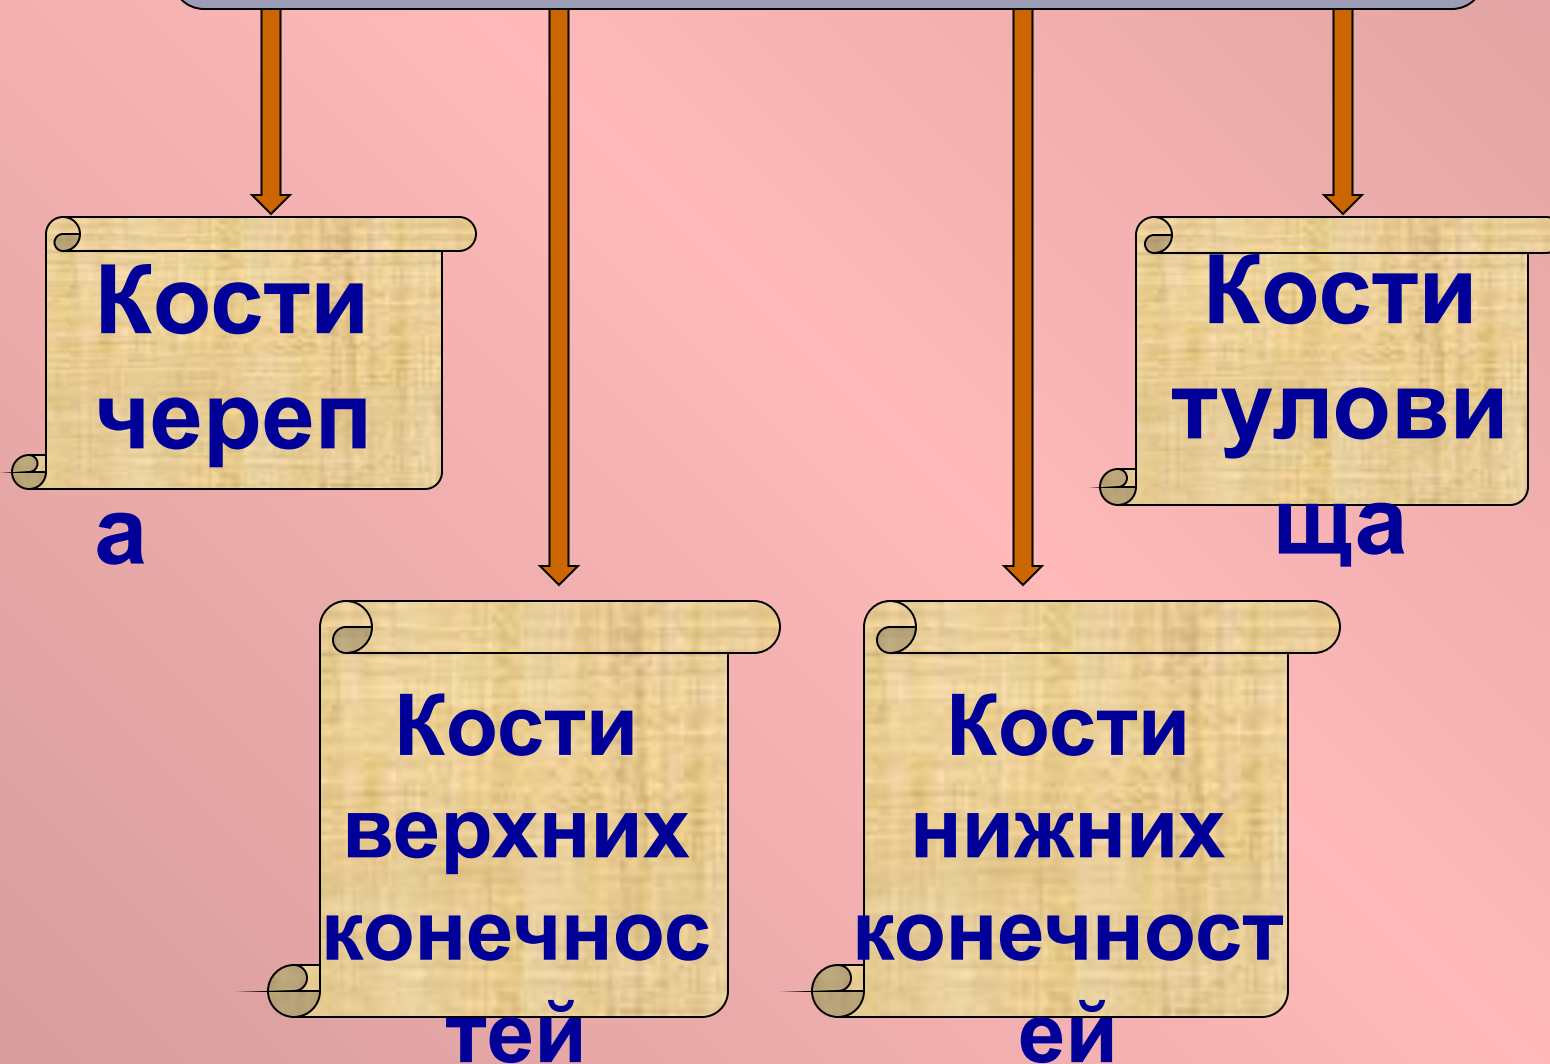 Кости
череп
а
Кости
тулови
ща
Кости
верхних
конечнос
тей
Кости
нижних
конечност
ей